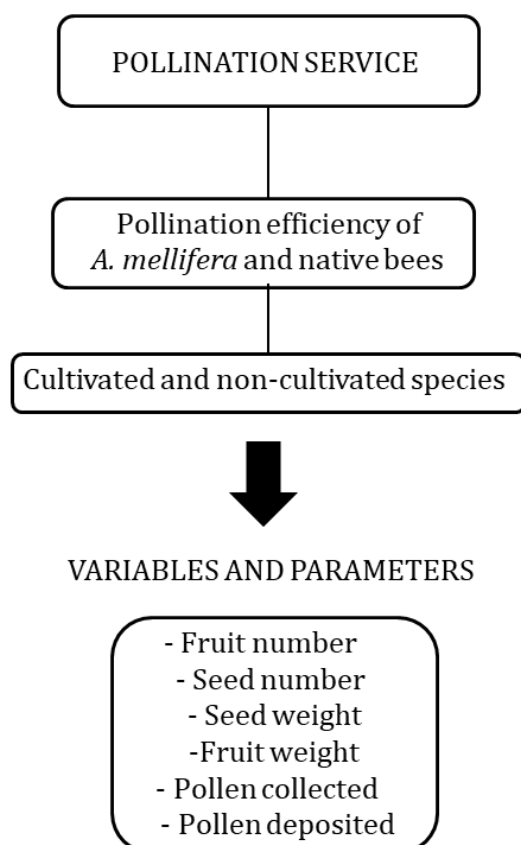 POLLINATION SERVICE
Pollination efficiency of
A. mellifera and native bees
Cultivated and non-cultivated species
VARIABLES AND PARAMETERS
- Fruit number
- Seed number
- Seed weight
-Fruit weight
- Pollen collected
- Pollen deposited